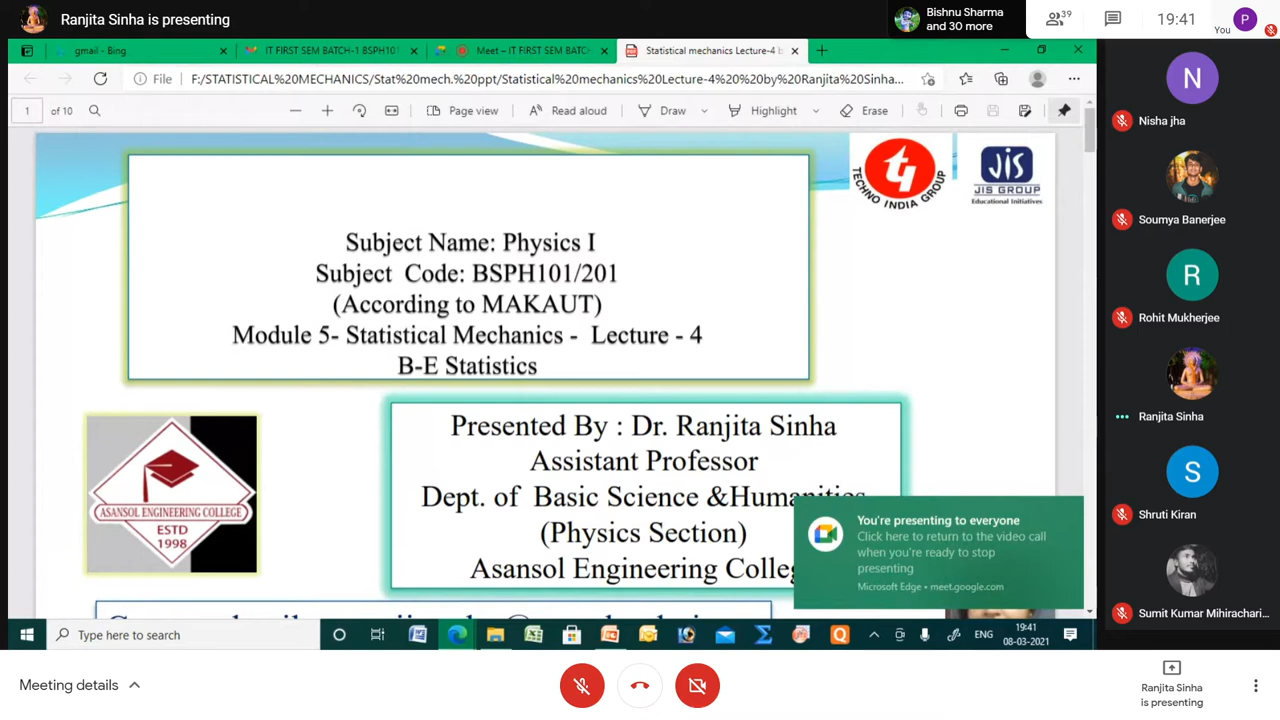 Ranjita Sinha is presenting
Bishnu Sharma
and 30 more
39
19:41
You
P
gmail - Bing
IT FIRST SEM BATCH-1 BSPH101
Meet – IT FIRST SEM BATCH-
Statistical mechanics Lecture-4 b
File
F:/STATISTICAL%20MECHANICS/Stat%20mech.%20ppt/Statistical%20mechanics%20Lecture-4%20%20by%20Ranjita%20Sinha...
1
of 10
Page view
Read aloud
Draw
Highlight
Erase
TECHNO INDIA GROUP
JIS
JIS GROUP
Educational Initiatives
Subject Name: Physics I
Subject Code: BSPH101/201
(According to MAKAUT)
Module 5- Statistical Mechanics - Lecture - 4
B-E Statistics
ASANSOL ENGINEERING COLLEGE
ESTD
1998
Presented By : Dr. Ranjita Sinha
Assistant Professor
Dept. of Basic Science &Humanities
(Physics Section)
Asansol Engineering Colle
You're presenting to everyone
Click here to return to the video call
when you're ready to stop
presenting
Microsoft Edge • meet.google.com
N
Nisha jha
Soumya Banerjee
R
Rohit Mukherjee
Ranjita Sinha
S
Shruti Kiran
Sumit Kumar Mihirachari...
Type here to search
ENG
19:41
08-03-2021
Meeting details
Ranjita Sinha
is presenting